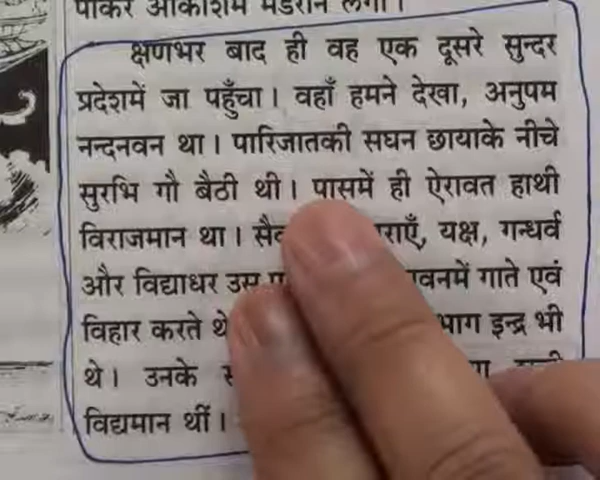 पाकर आकाशमें मँडराने लगा।
क्षणभर बाद ही वह एक दूसरे सुन्दर
प्रदेशमें जा पहुँचा। वहाँ हमने देखा, अनुपम
नन्दनवन था। पारिजातकी सघन छायाके नीचे
सुरभि गौ बैठी थी। पासमें ही ऐरावत हाथी
विराजमान था। यक्ष, गन्धर्व
और विद्याधर उस गाते एवं
विहार करते थे इन्द्र भी
थे। उनके
विद्यमान थीं।